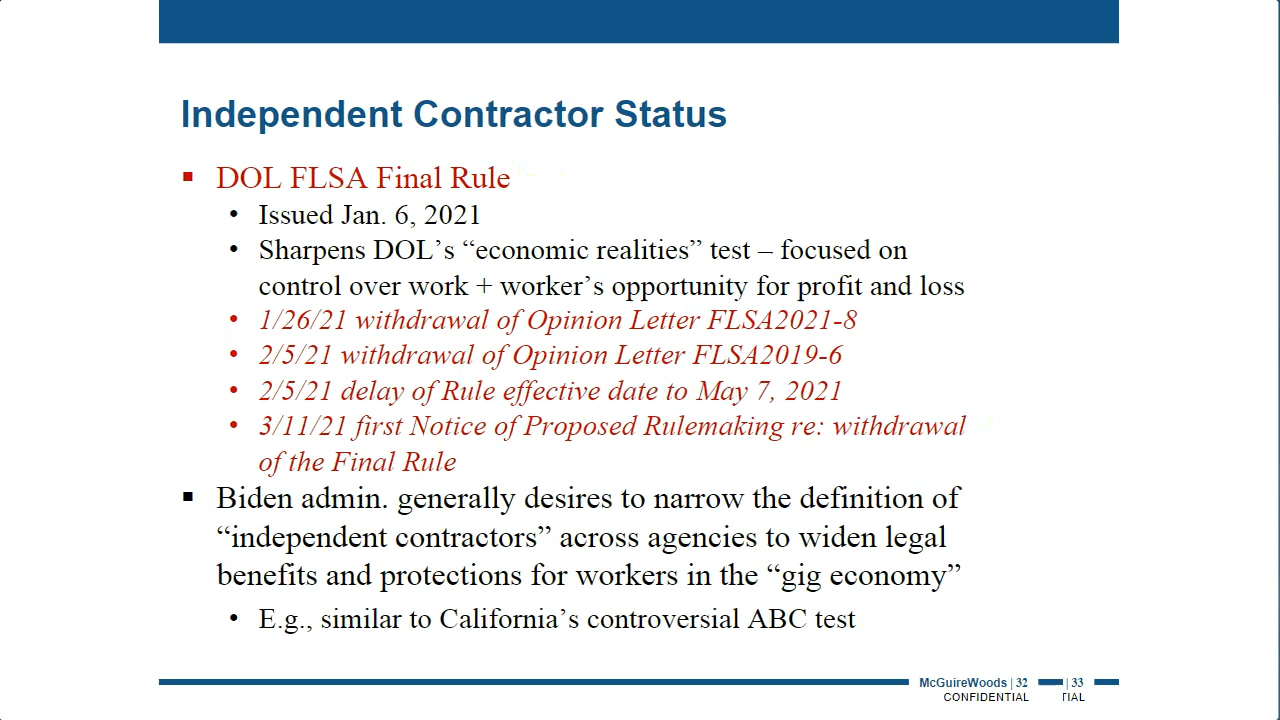 Independent Contractor Status
▪ DOL FLSA Final Rule
• Issued Jan. 6, 2021
• Sharpens DOL’s “economic realities” test – focused on
control over work + worker’s opportunity for profit and loss
• 1/26/21 withdrawal of Opinion Letter FLSA2021-8
• 2/5/21 withdrawal of Opinion Letter FLSA2019-6
• 2/5/21 delay of Rule effective date to May 7, 2021
• 3/11/21 first Notice of Proposed Rulemaking re: withdrawal
of the Final Rule
▪ Biden admin. generally desires to narrow the definition of
“independent contractors” across agencies to widen legal
benefits and protections for workers in the “gig economy”
• E.g., similar to California’s controversial ABC test
McGuireWoods | 32 | 33
CONFIDENTIAL TIAL